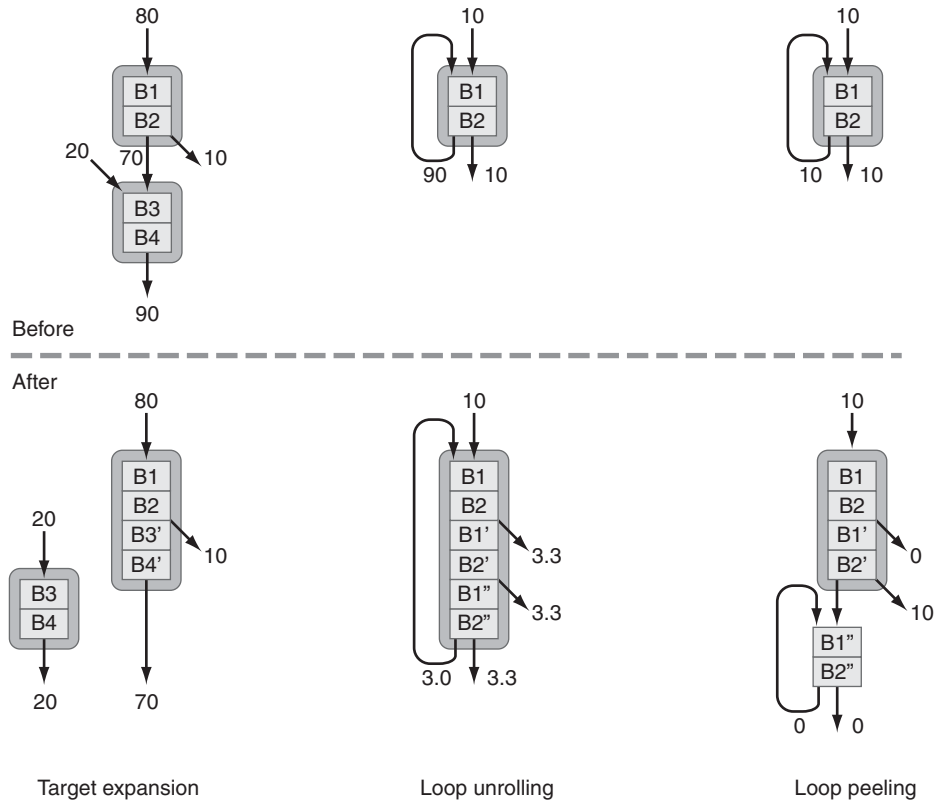 80
10
10
B1
B2
B1
B2
B1
B2
20
70
10
90
10
10
10
B3
B4
90
Before
After
80
10
10
B1
B2
B3'
B4'
10
20
B3
B4
20
70
B1
B2
B1'
B2'
B1”
B2”
3.3
3.3
3.0
3.3
B1
B2
B1'
B2'
0
10
B1”
B2”
0
0
Target expansion
Loop unrolling
Loop peeling